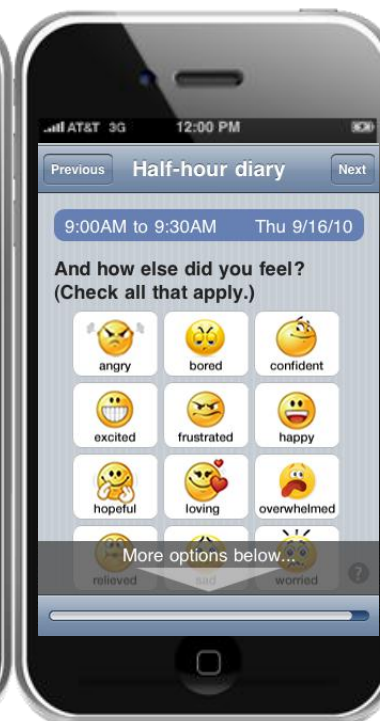 AT&T 3G 12:00 PM
Previous Half-hour diary Next
9:00AM to 9:30AM Thu 9/16/10
And how else did you feel?
(Check all that apply.)
angry bored confident
excited frustrated happy
hopeful loving overwhelmed
More options below...
relieved sad worried ?